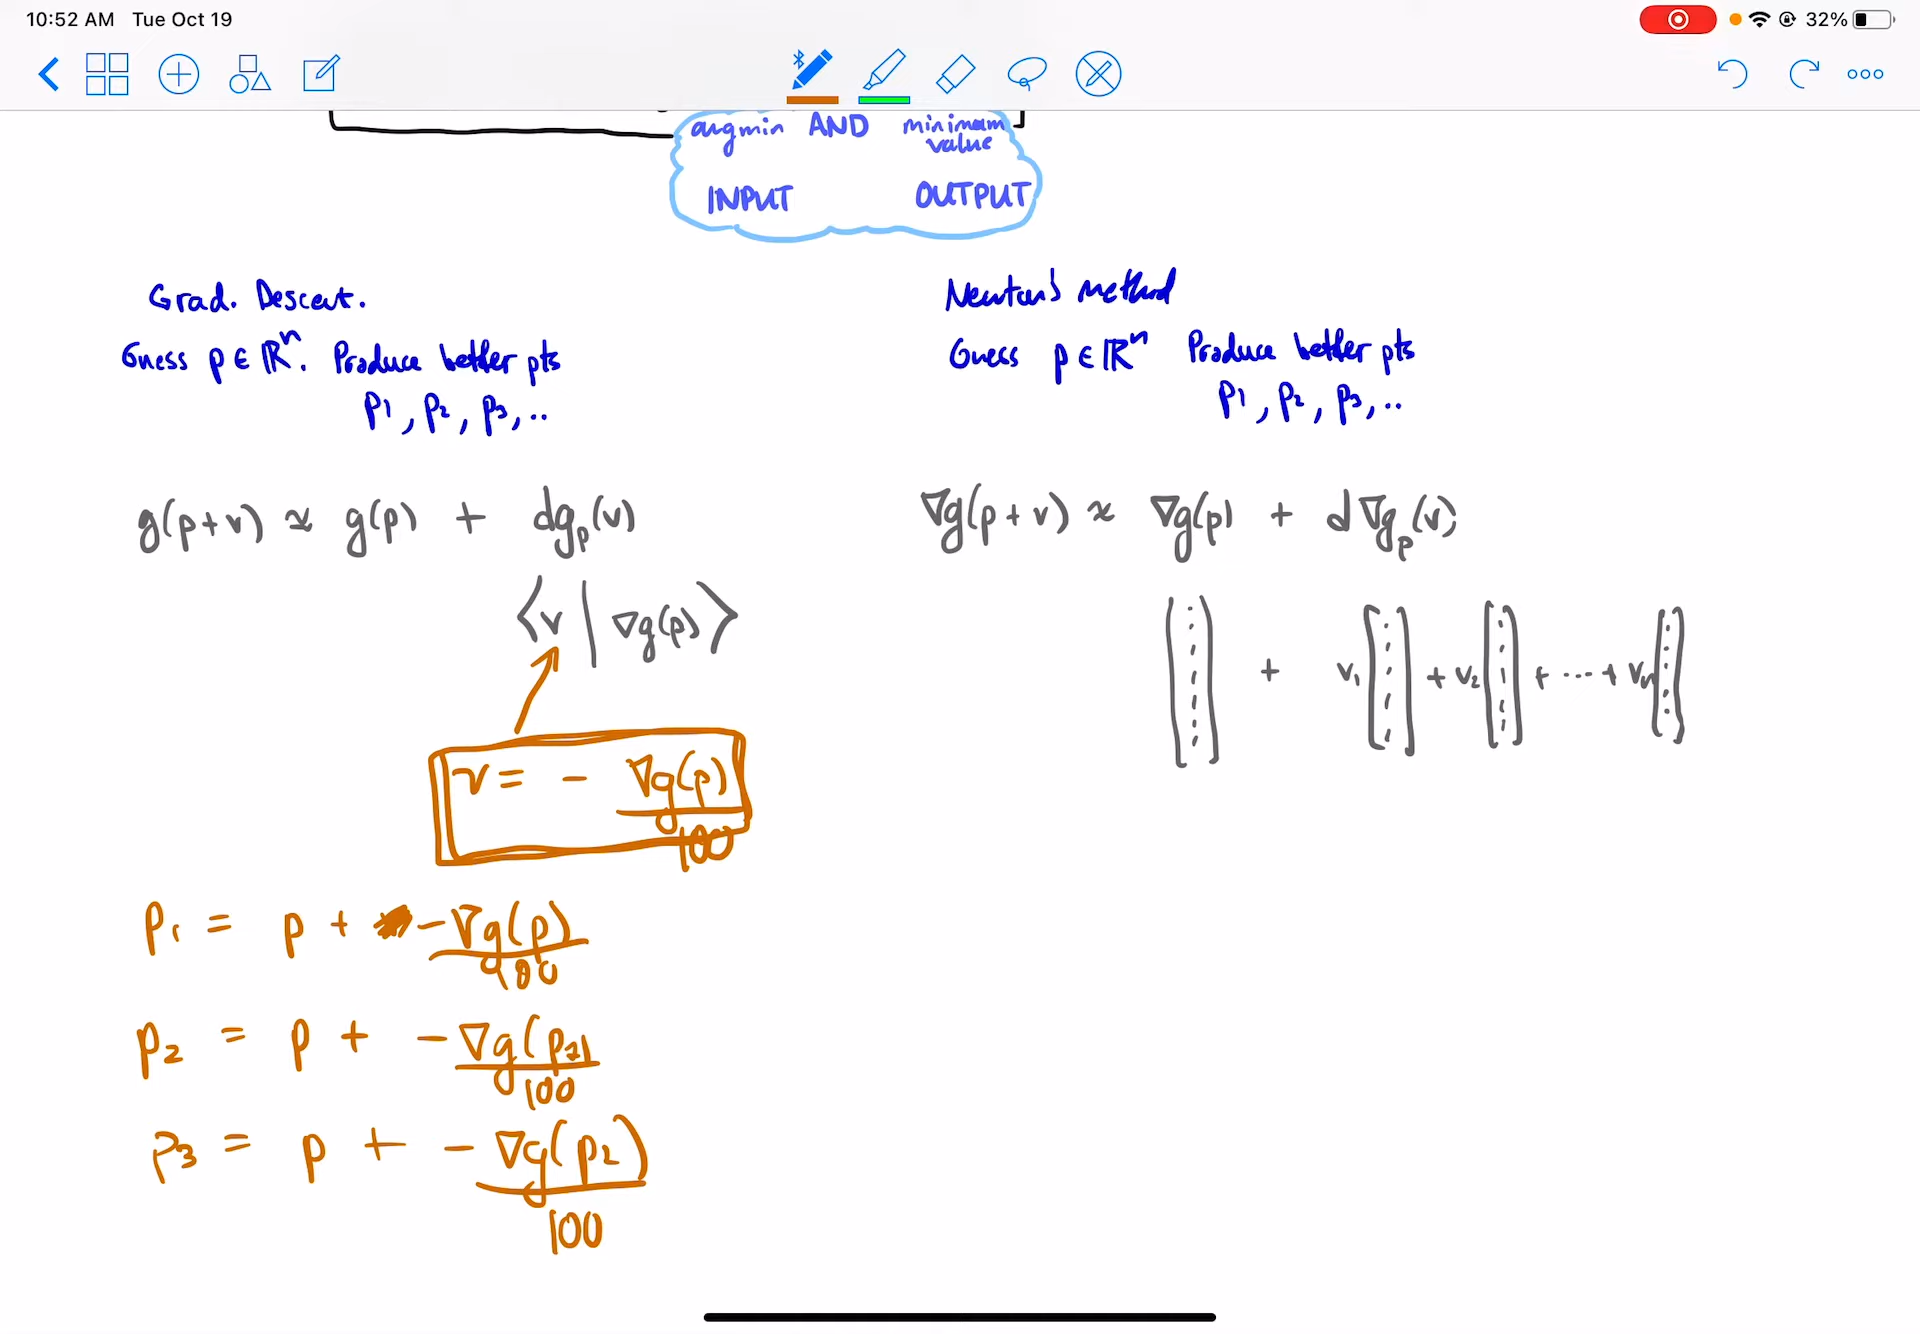 10:52 AM Tue Oct 19
32%
argmin AND minimum value
INPUT OUTPUT
Grad. Descent.
Guess p ∈ ℝⁿ. Produce better pts
p1, p2, p3, ..
g(p+v) ≈ g(p) + dg_p(v)
⟨v | ∇g(p)⟩
v = - ∇g(p)/100
p1 = p + -∇g(p)/100
p2 = p + -∇g(p1)/100
p3 = p + -∇g(p2)/100
Newton's method
Guess p ∈ ℝⁿ Produce better pts
p1, p2, p3, ..
∇g(p+v) ≈ ∇g(p) + d∇g_p(v)
[⋮] + v1[⋮] + v2[⋮] + ... + vn[⋮]